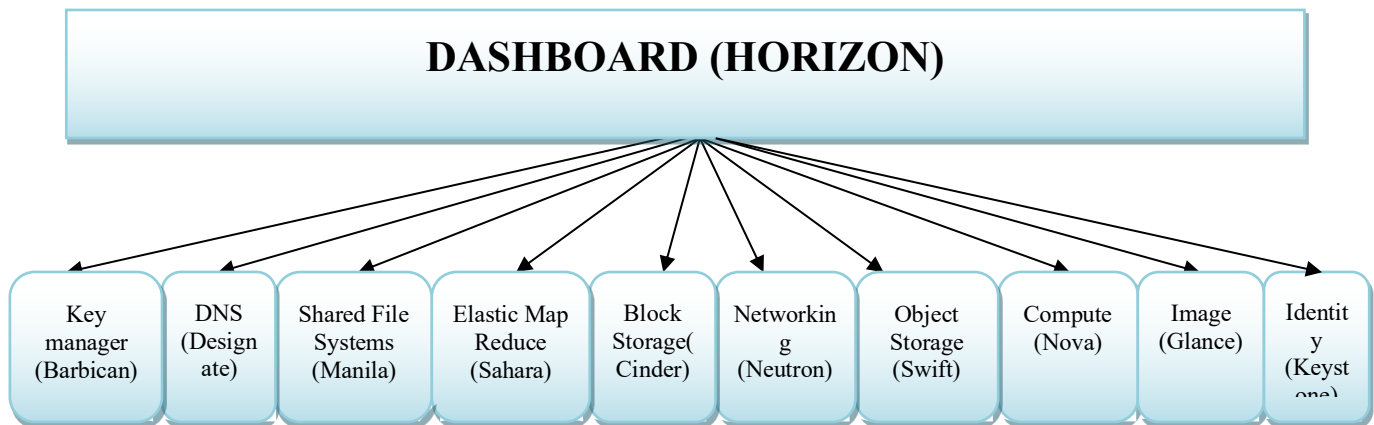 DASHBOARD (HORIZON)
Key
manager
(Barbican)
DNS
(Design
ate)
Shared File
Systems
(Manila)
Elastic Map
Reduce
(Sahara)
Block
Storage(
Cinder)
Networkin
g
(Neutron)
Object
Storage
(Swift)
Compute
(Nova)
Image
(Glance)
Identit
y
(Keyst
one)